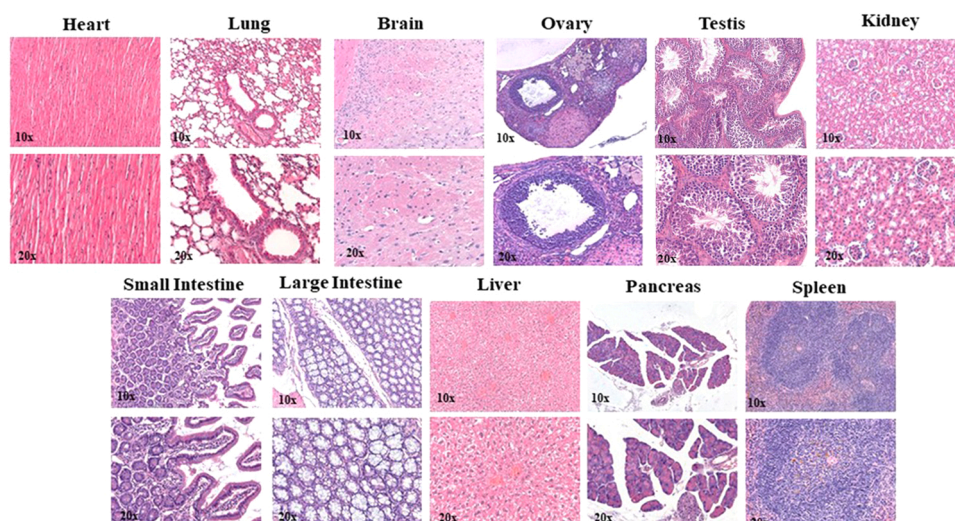 Heart Lung Brain Ovary Testis Kidney
10x 10x 10x 10x 10x 10x
20x 20x 20x 20x 20x 20x
Small Intestine Large Intestine Liver Pancreas Spleen
10x 10x 10x 10x 10x
20x 20x 20x 20x 20x